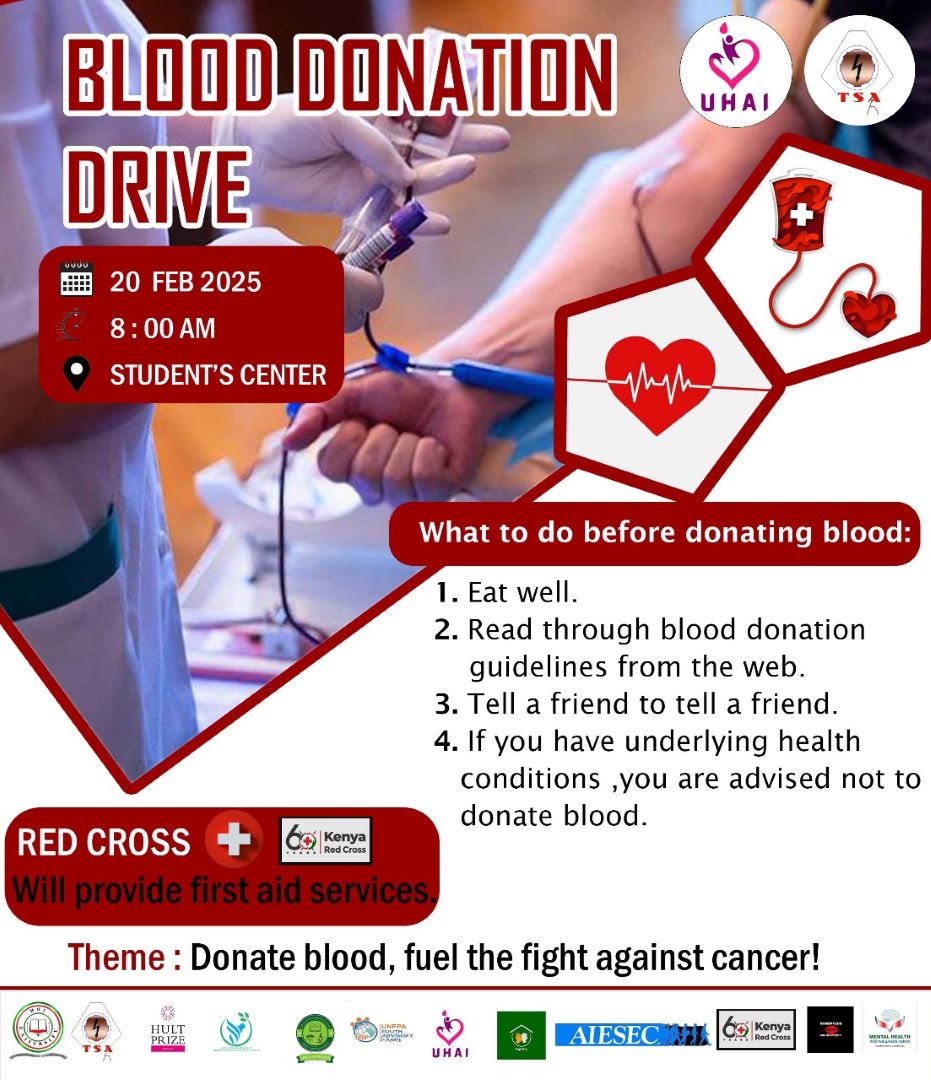 BLOOD DONATION
DRIVE
UHAI
TSA
20 FEB 2025
8 : 00 AM
STUDENT’S CENTER
What to do before donating blood:
1. Eat well.
2. Read through blood donation
guidelines from the web.
3. Tell a friend to tell a friend.
4. If you have underlying health
conditions ,you are advised not to
donate blood.
RED CROSS
60 YEARS Kenya
Red Cross
Will provide first aid services.
Theme : Donate blood, fuel the fight against cancer!
TSA
HULT
PRIZE
UNFPA
YOUTH
ADVISORY
PANEL
UHAI
AIESEC
60 Kenya
Red Cross
MENTAL HEALTH